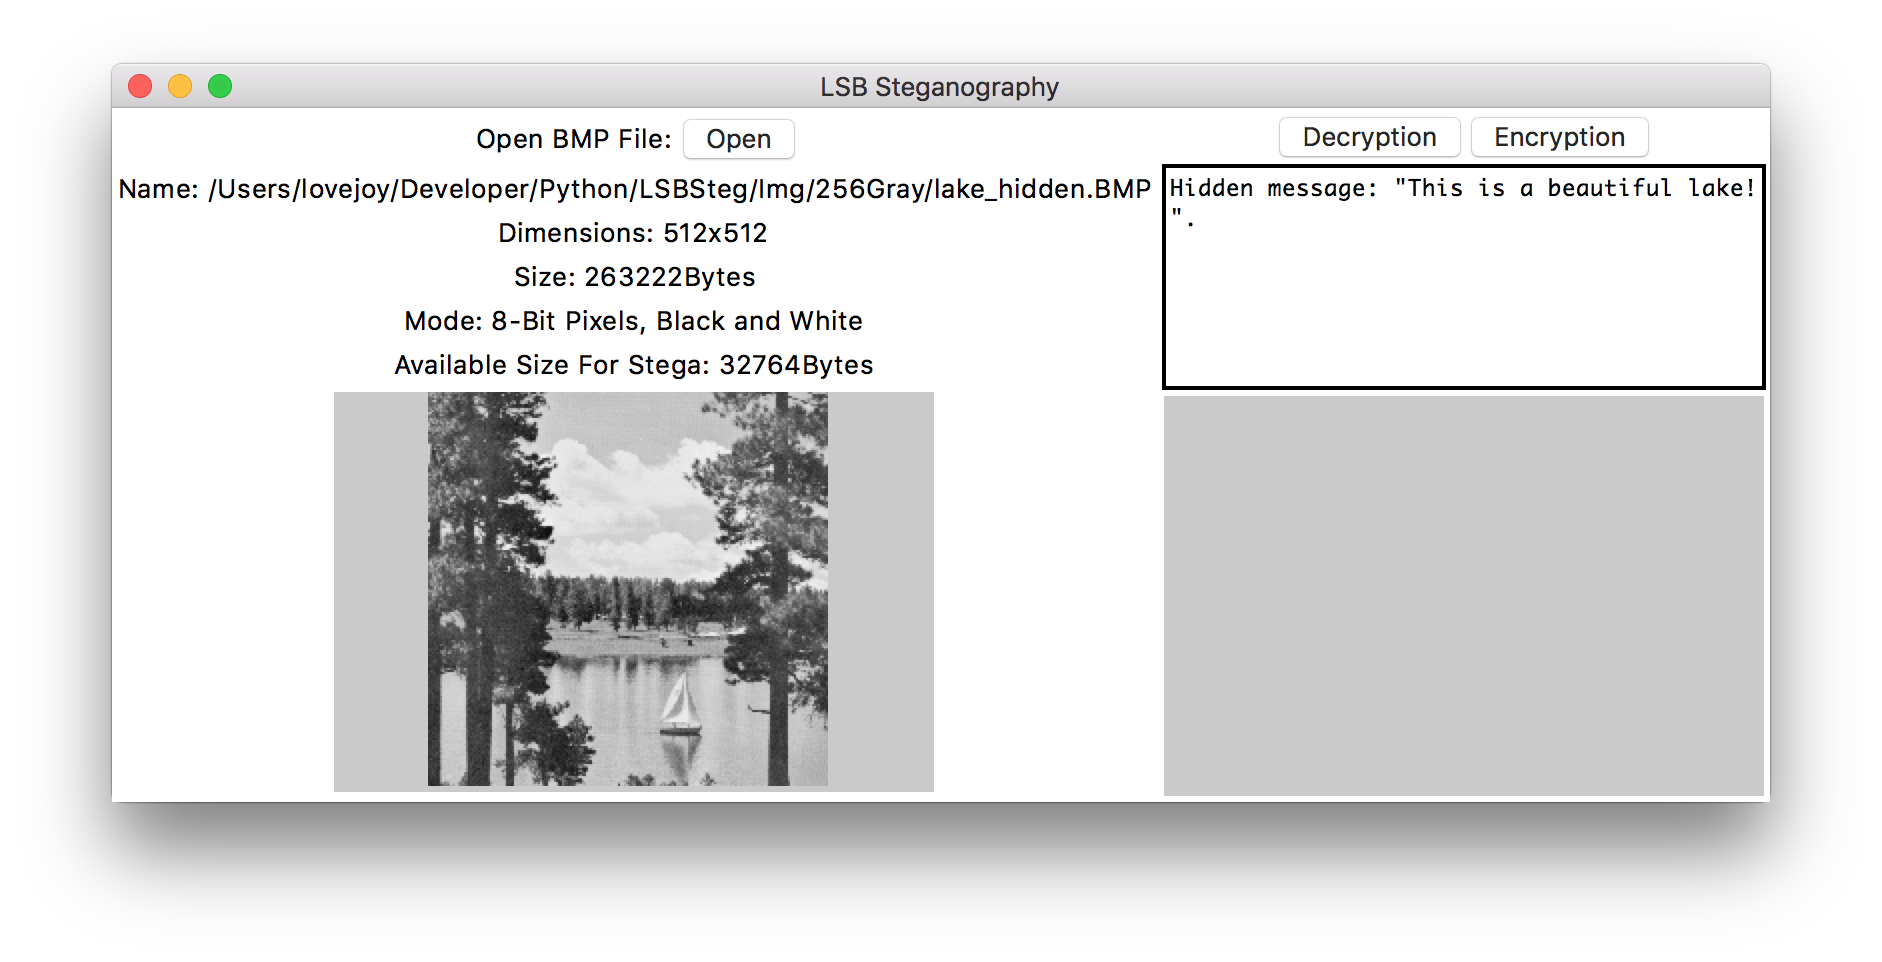 LSB Steganography
Open BMP File: Open
Name: /Users/lovejoy/Developer/Python/LSBSteg/Img/256Gray/lake_hidden.BMP
Dimensions: 512x512
Size: 263222Bytes
Mode: 8-Bit Pixels, Black and White
Available Size For Stega: 32764Bytes
Decryption Encryption
Hidden message: "This is a beautiful lake!
".